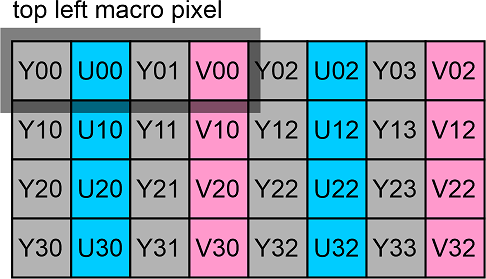 top left macro pixel
Y00 U00 Y01 V00 Y02 U02 Y03 V02
Y10 U10 Y11 V10 Y12 U12 Y13 V12
Y20 U20 Y21 V20 Y22 U22 Y23 V22
Y30 U30 Y31 V30 Y32 U32 Y33 V32